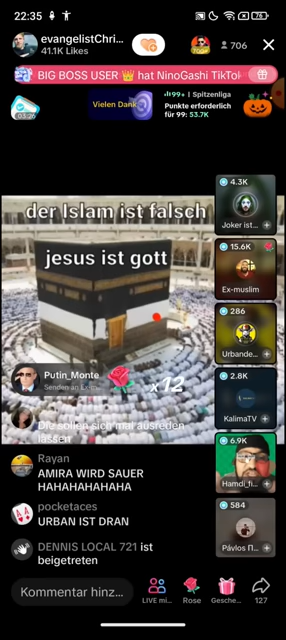 22:35
76
evangelistChri...
41.1K Likes
706
BIG BOSS USER 👑 hat NinoGashi TikTok
03:26
Vielen Dank
99+ | Spitzenliga
Punkte erforderlich
für 99: 53.7K
der Islam ist falsch
jesus ist gott
4.3K
Joker ist...
15.6K
Ex-muslim
286
Urbande...
2.8K
KalimaTV
6.9K
Hamdi_fi...
584
Pávlos Π...
Putin_Monte
x12
Die sollen sich mal ausreden
lassen
Rayan
AMIRA WIRD SAUER
HAHAHAHAHAHA
pocketaces
URBAN IST DRAN
DENNIS LOCAL 721 ist
beigetreten
Kommentar hinz...
LIVE mi...
Rose
Gesche...
127